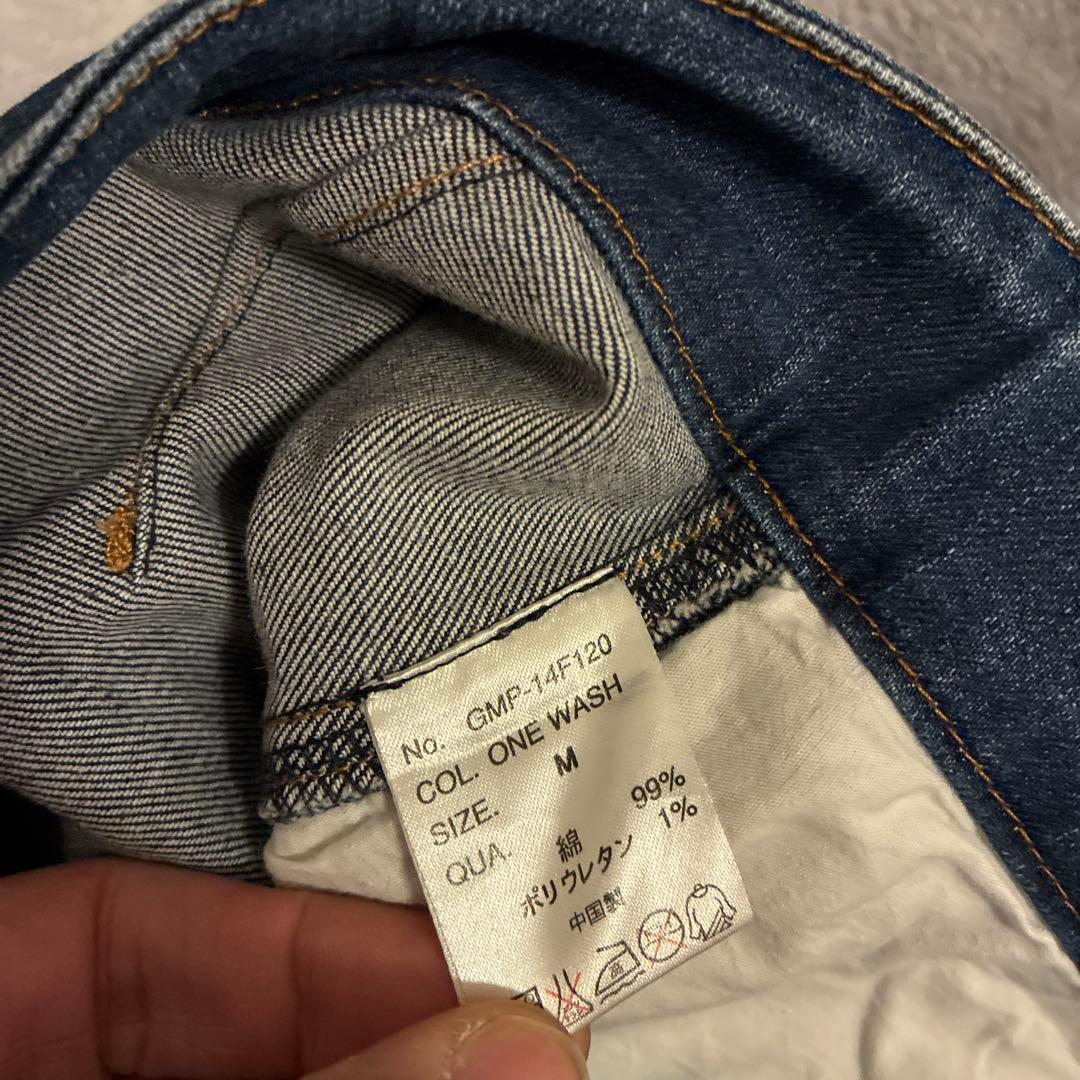 No. GMP-14F120
COL. ONE WASH
SIZE. M
QUA. 綿 99%
ポリウレタン 1%
中国製
高